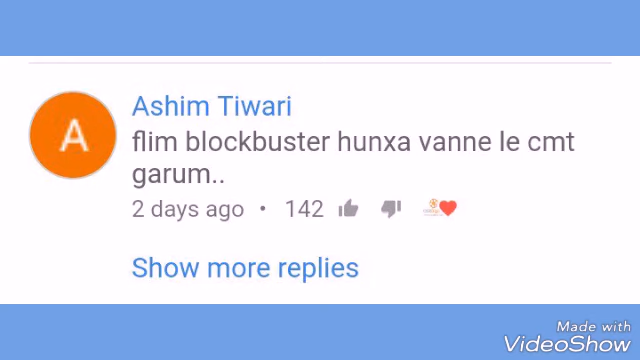 A
Ashim Tiwari
flim blockbuster hunxa vanne le cmt
garum..
2 days ago • 142
Show more replies
Made with
VideoShow